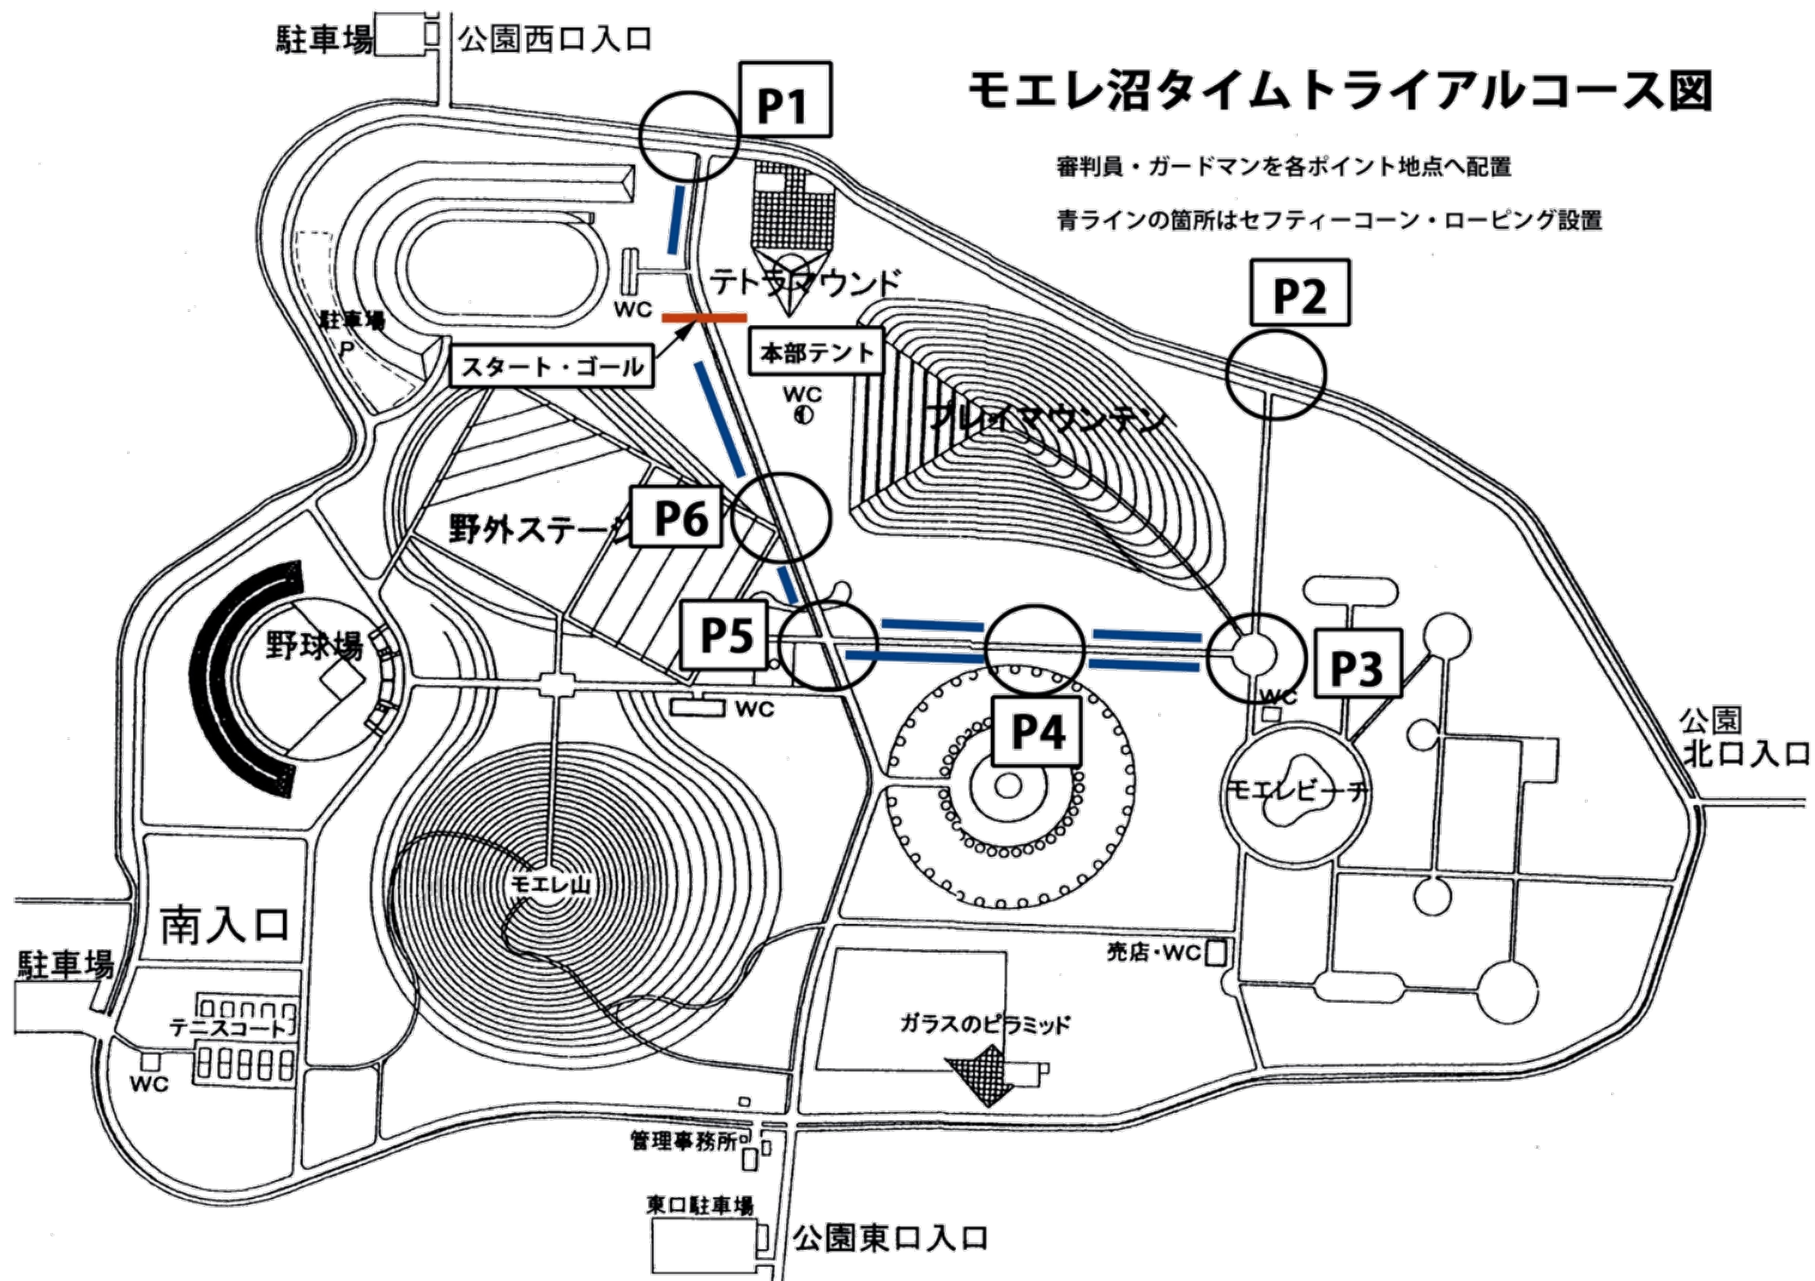 駐車場
公園西口入口
P1
モエレ沼タイムトライアルコース図
審判員・ガードマンを各ポイント地点へ配置
青ラインの箇所はセフティーコーン・ローピング設置
テトラマウンド
WC
P2
駐車場
P
スタート・ゴール
本部テント
WC
プレイマウンテン
P6
野外ステージ
P5
野球場
P3
WC
WC
P4
公園
北口入口
モエレビーチ
モエレ山
南入口
売店・WC
駐車場
テニスコート
ガラスのピラミッド
WC
管理事務所
東口駐車場
公園東口入口